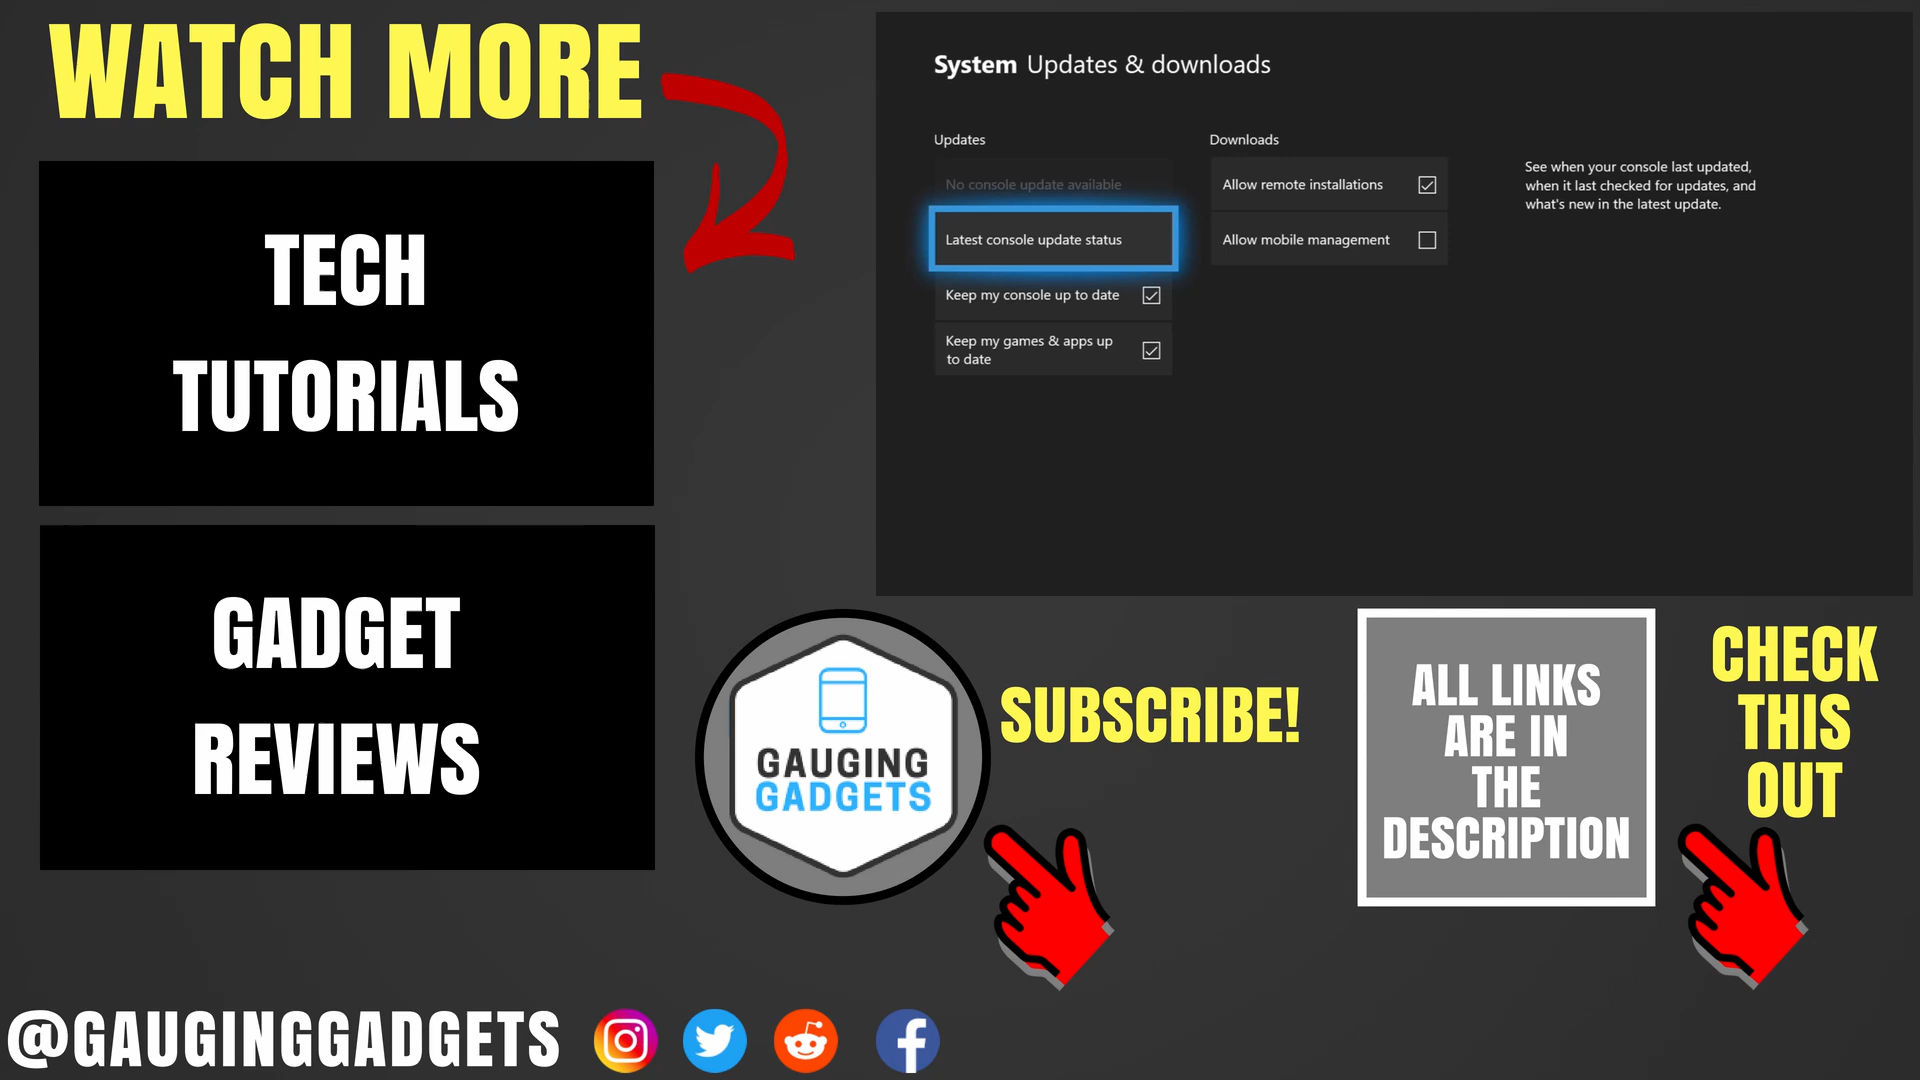 WATCH MORE
TECH
TUTORIALS
GADGET
REVIEWS
System Updates & downloads
Updates
No console update available
Latest console update status
Keep my console up to date
Keep my games & apps up
to date
Downloads
Allow remote installations
Allow mobile management
See when your console last updated,
when it last checked for updates, and
what's new in the latest update.
GAUGING
GADGETS
SUBSCRIBE!
ALL LINKS
ARE IN
THE
DESCRIPTION
CHECK
THIS
OUT
@GAUGINGGADGETS